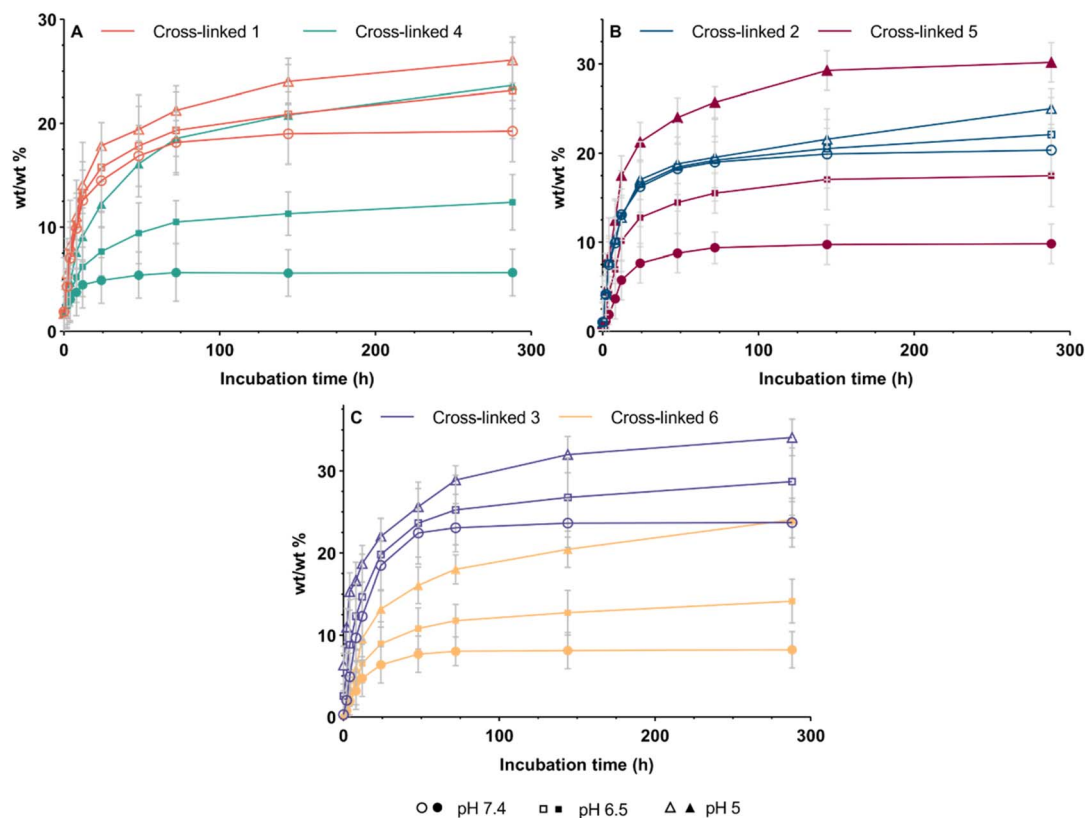 A Cross-linked 1 Cross-linked 4
30
20
10
0
wt/wt %
0 100 200 300
Incubation time (h)
B Cross-linked 2 Cross-linked 5
30
20
10
0
wt/wt %
0 100 200 300
Incubation time (h)
C Cross-linked 3 Cross-linked 6
30
20
10
0
wt/wt %
0 100 200 300
Incubation time (h)
pH 7.4 pH 6.5 pH 5